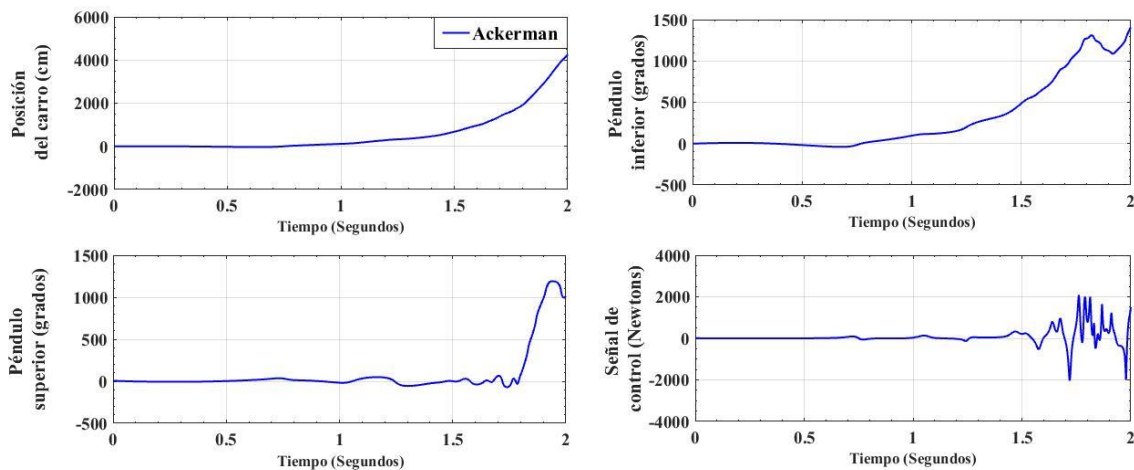 Posición
del carro (cm)
6000
4000
2000
0
-2000
Ackerman
0 0.5 1 1.5 2
Tiempo (Segundos)
Péndulo
inferior (grados)
1500
1000
500
0
-500
0 0.5 1 1.5 2
Tiempo (Segundos)
Péndulo
superior (grados)
1500
1000
500
0
-500
0 0.5 1 1.5 2
Tiempo (Segundos)
Señal de
control (Newtons)
4000
2000
0
-2000
-4000
0 0.5 1 1.5 2
Tiempo (Segundos)